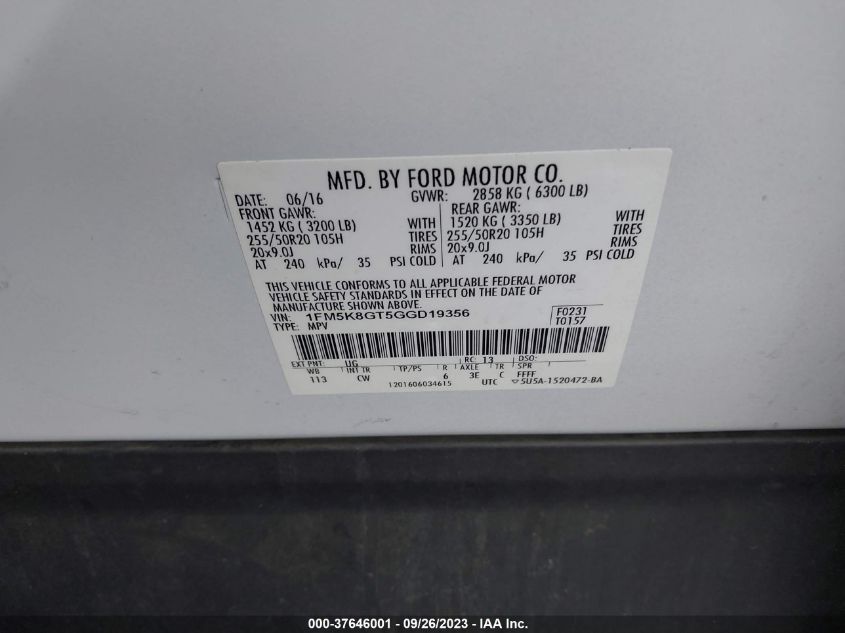 MFD. BY FORD MOTOR CO.
DATE: 06/16 GVWR: 2858 KG ( 6300 LB)
FRONT GAWR: REAR GAWR:
1452 KG ( 3200 LB) WITH 1520 KG ( 3350 LB) WITH
255/50R20 105H TIRES 255/50R20 105H TIRES
20x9.0J RIMS 20x9.0J RIMS
AT 240 kPa/ 35 PSI COLD AT 240 kPa/ 35 PSI COLD
THIS VEHICLE CONFORMS TO ALL APPLICABLE FEDERAL MOTOR
VEHICLE SAFETY STANDARDS IN EFFECT ON THE DATE OF
MANUFACTURE SHOWN ABOVE.
VIN: 1FM5K8GT5GGD19356 F0231
TYPE: MPV T0157
EXT PNT: UG RC: 13 DSO:
WB INT TR TP/PS R AXLE TR SPR
113 CW 6 3E C FFFF
1201606034615 UTC 5U5A-1520472-BA
000-37646001 - 09/26/2023 - IAA Inc.